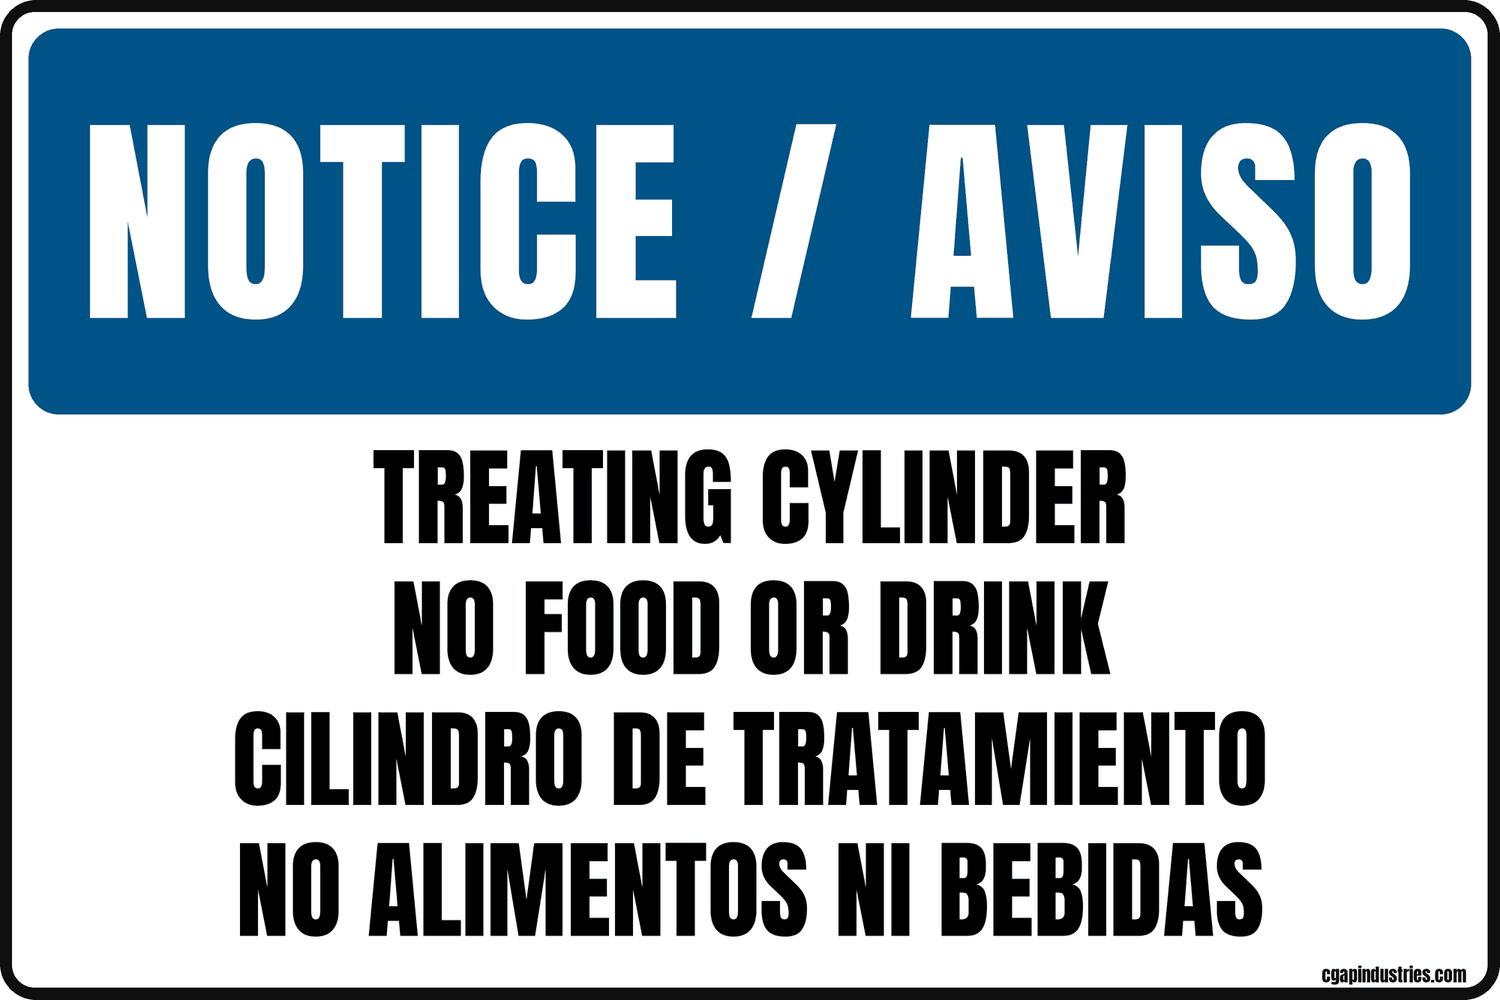 NOTICE / AVISO
TREATING CYLINDER
NO FOOD OR DRINK
CILINDRO DE TRATAMIENTO
NO ALIMENTOS NI BEBIDAS
cgapindustries.com